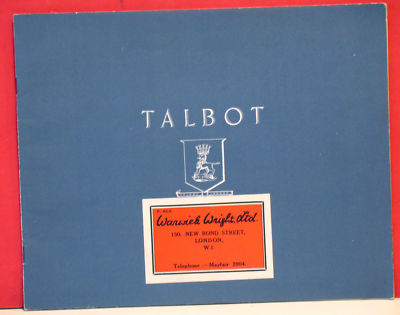 TALBOT
Warwick Wright Ltd
150, NEW BOND STREET,
LONDON,
W.1.
Telephone :—Mayfair 2904.